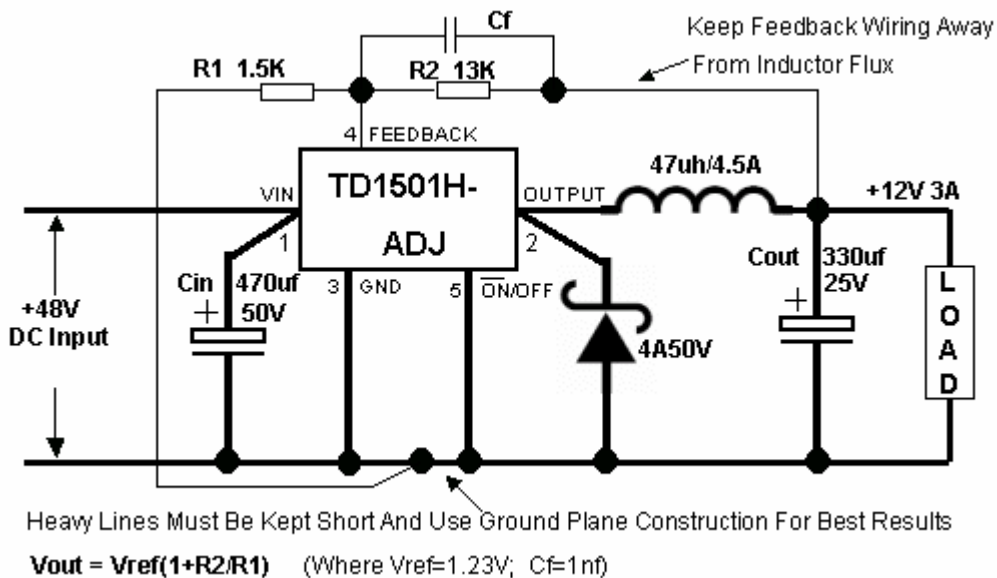 Cf
Keep Feedback Wiring Away
From Inductor Flux
R1 1.5K
R2 13K
4 FEEDBACK
47uh/4.5A
VIN
TD1501H-
ADJ
OUTPUT
+12V 3A
1
2
Cin
470uf
50V
+
3 GND
5 ON/OFF
+48V
DC Input
4A50V
Cout
330uf
25V
+
LOAD
Heavy Lines Must Be Kept Short And Use Ground Plane Construction For Best Results
Vout = Vref(1+R2/R1) (Where Vref=1.23V; Cf=1nf)